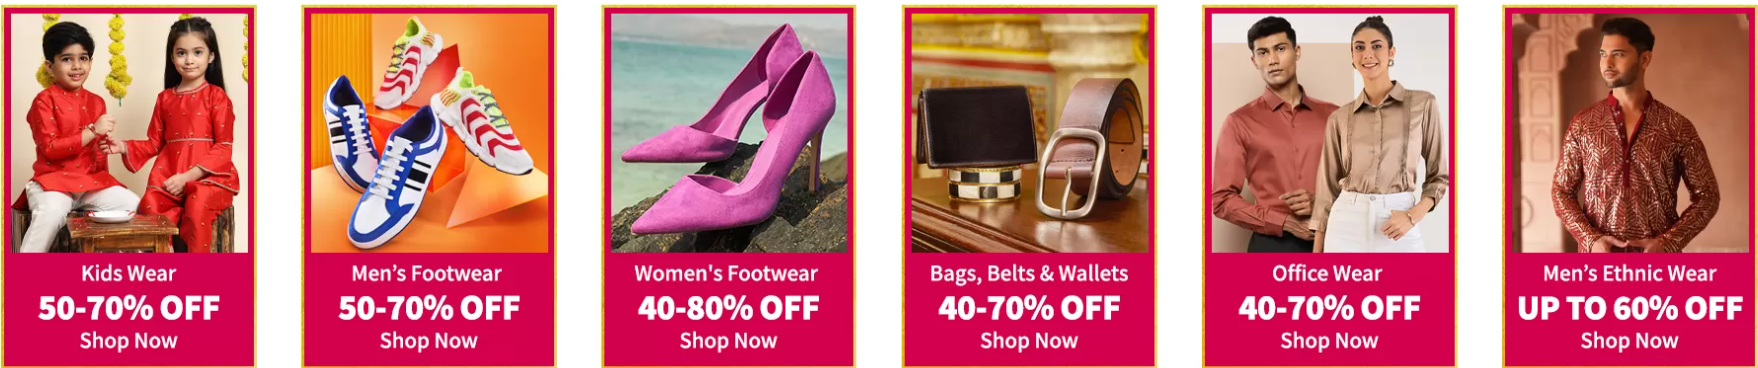 Kids Wear
50-70% OFF
Shop Now
Men’s Footwear
50-70% OFF
Shop Now
Women's Footwear
40-80% OFF
Shop Now
Bags, Belts & Wallets
40-70% OFF
Shop Now
Office Wear
40-70% OFF
Shop Now
Men’s Ethnic Wear
UP TO 60% OFF
Shop Now